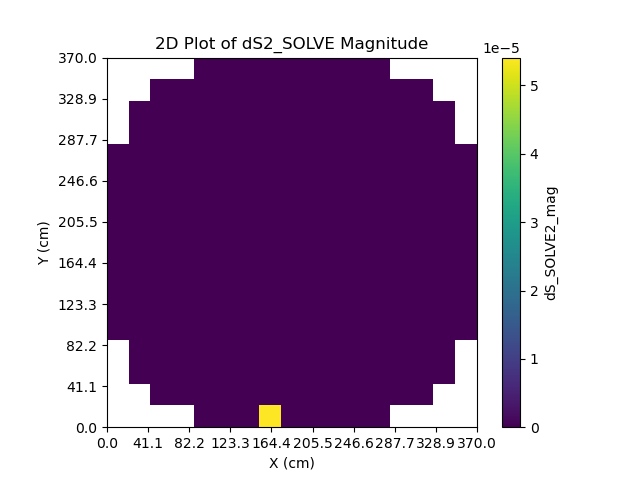 2D Plot of dS2_SOLVE Magnitude
1e−5
370.0
328.9
287.7
246.6
205.5
164.4
123.3
82.2
41.1
0.0
Y (cm)
0.0 41.1 82.2 123.3 164.4 205.5 246.6 287.7 328.9 370.0
X (cm)
5
4
3
2
1
0
dS_SOLVE2_mag